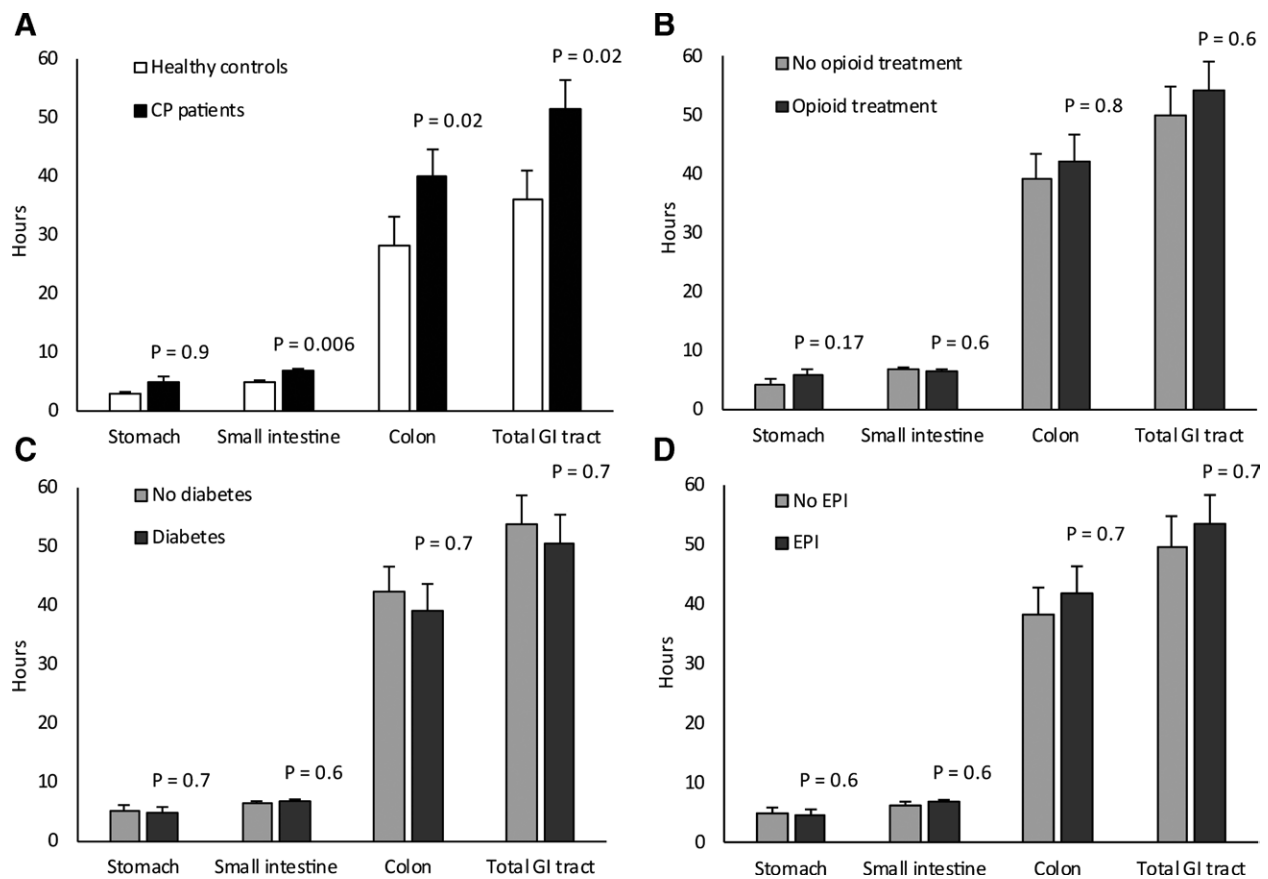 A
Hours
60
50
40
30
20
10
0
Healthy controls
CP patients
P = 0.9
P = 0.006
P = 0.02
P = 0.02
Stomach Small intestine Colon Total GI tract
B
Hours
60
50
40
30
20
10
0
No opioid treatment
Opioid treatment
P = 0.17
P = 0.6
P = 0.8
P = 0.6
Stomach Small intestine Colon Total GI tract
C
Hours
60
50
40
30
20
10
0
No diabetes
Diabetes
P = 0.7
P = 0.6
P = 0.7
P = 0.7
Stomach Small intestine Colon Total GI tract
D
Hours
60
50
40
30
20
10
0
No EPI
EPI
P = 0.6
P = 0.6
P = 0.7
P = 0.7
Stomach Small intestine Colon Total GI tract